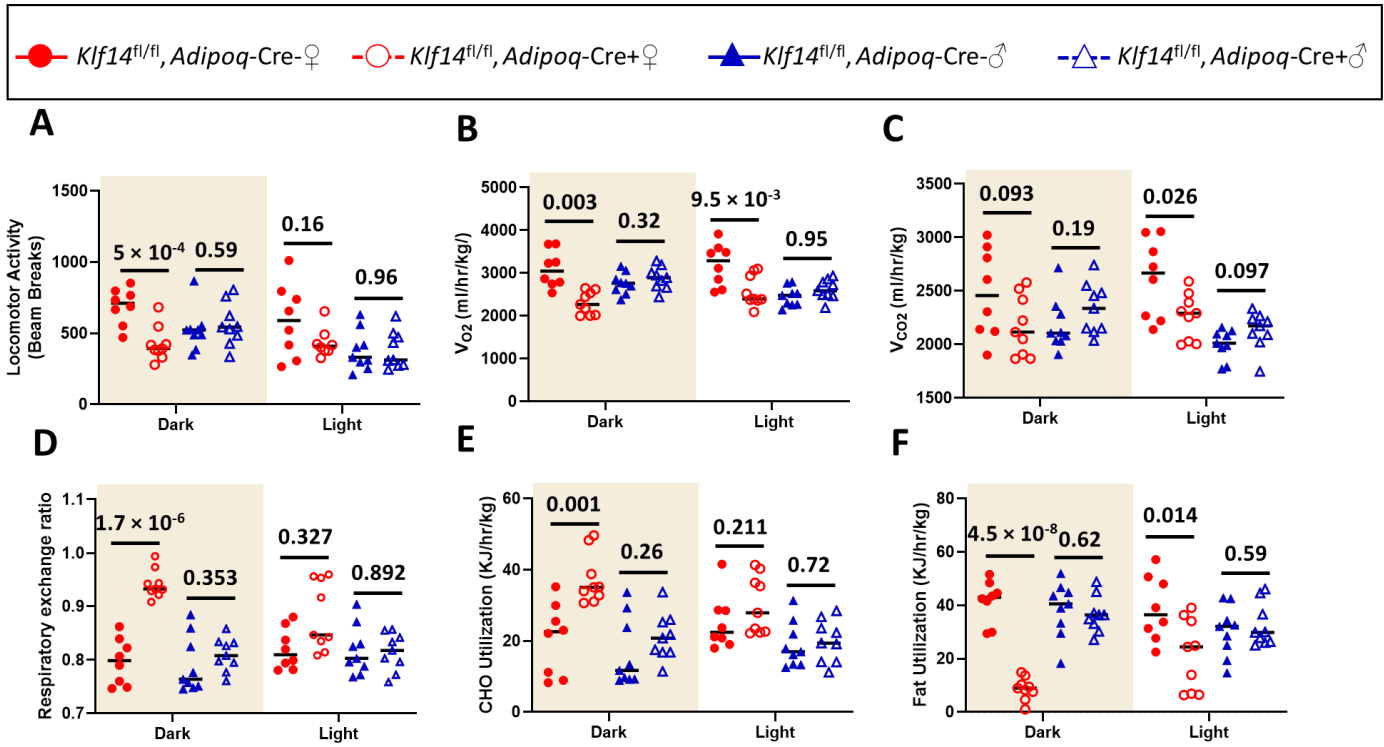 Klf14fl/fl, Adipoq-Cre-♀ Klf14fl/fl, Adipoq-Cre+♀ Klf14fl/fl, Adipoq-Cre-♂ Klf14fl/fl, Adipoq-Cre+♂
A
Locomotor Activity
(Beam Breaks)
1500
1000
500
0
5 × 10-4
0.59
0.16
0.96
Dark
Light
B
VO2 (ml/hr/kg/)
5000
4000
3000
2000
1000
0
0.003
0.32
9.5 × 10-3
0.95
Dark
Light
C
VCO2 (ml/hr/kg)
3500
3000
2500
2000
1500
0.093
0.19
0.026
0.097
Dark
Light
D
Respiratory exchange ratio
1.1
1.0
0.9
0.8
0.7
1.7 × 10-6
0.353
0.327
0.892
Dark
Light
E
CHO Utilization (KJ/hr/kg)
60
40
20
0
0.001
0.26
0.211
0.72
Dark
Light
F
Fat Utilization (KJ/hr/kg)
80
60
40
20
0
4.5 × 10-8
0.62
0.014
0.59
Dark
Light